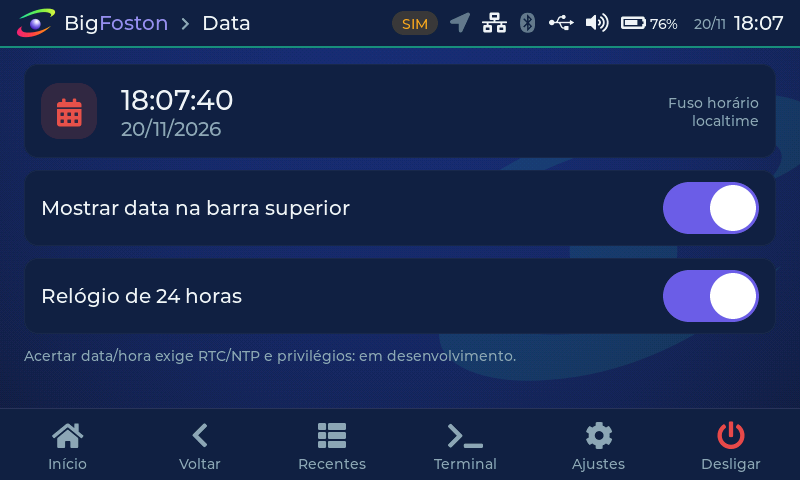 BigFoston > Data
SIM
76%
20/11 18:07
18:07:40
20/11/2026
Fuso horário
localtime
Mostrar data na barra superior
Relógio de 24 horas
Acertar data/hora exige RTC/NTP e privilégios: em desenvolvimento.
Início
Voltar
Recentes
Terminal
Ajustes
Desligar